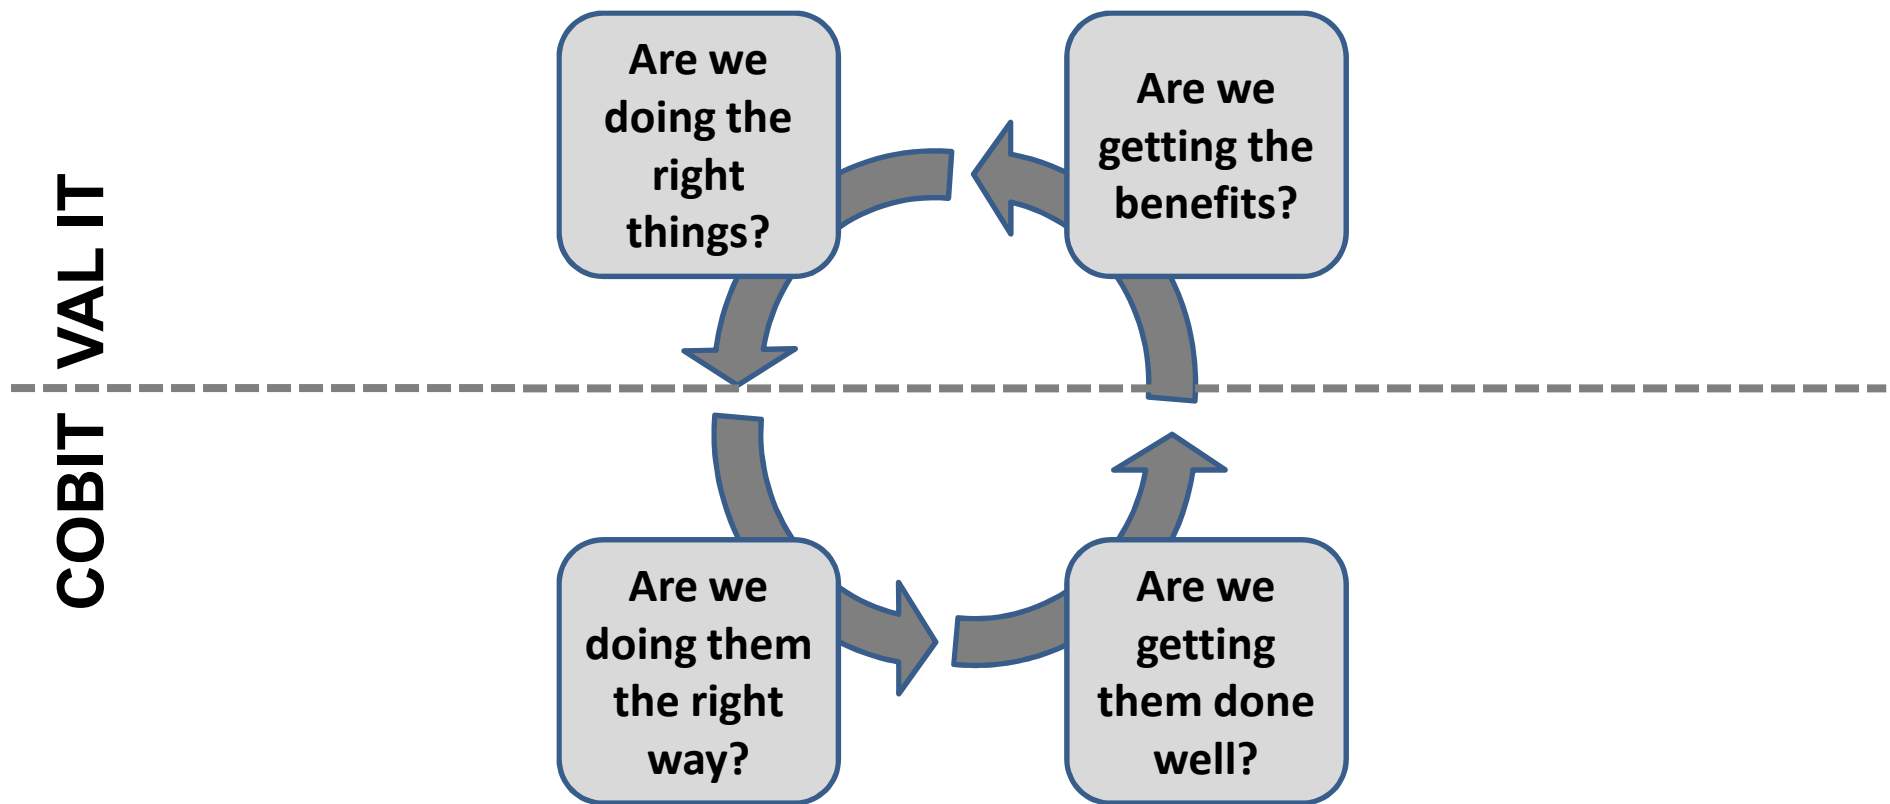 VAL IT
Are we
doing the
right
things?
Are we
getting the
benefits?
COBIT
Are we
doing them
the right
way?
Are we
getting
them done
well?